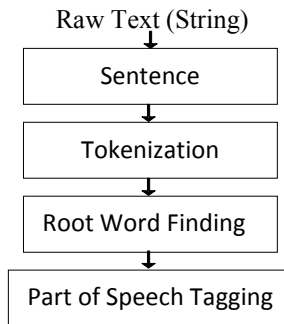 Raw Text (String)
Sentence
Tokenization
Root Word Finding
Part of Speech Tagging